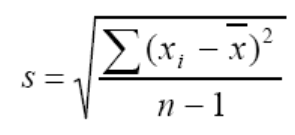 s = √(∑(xᵢ − x̄)² / (n − 1))